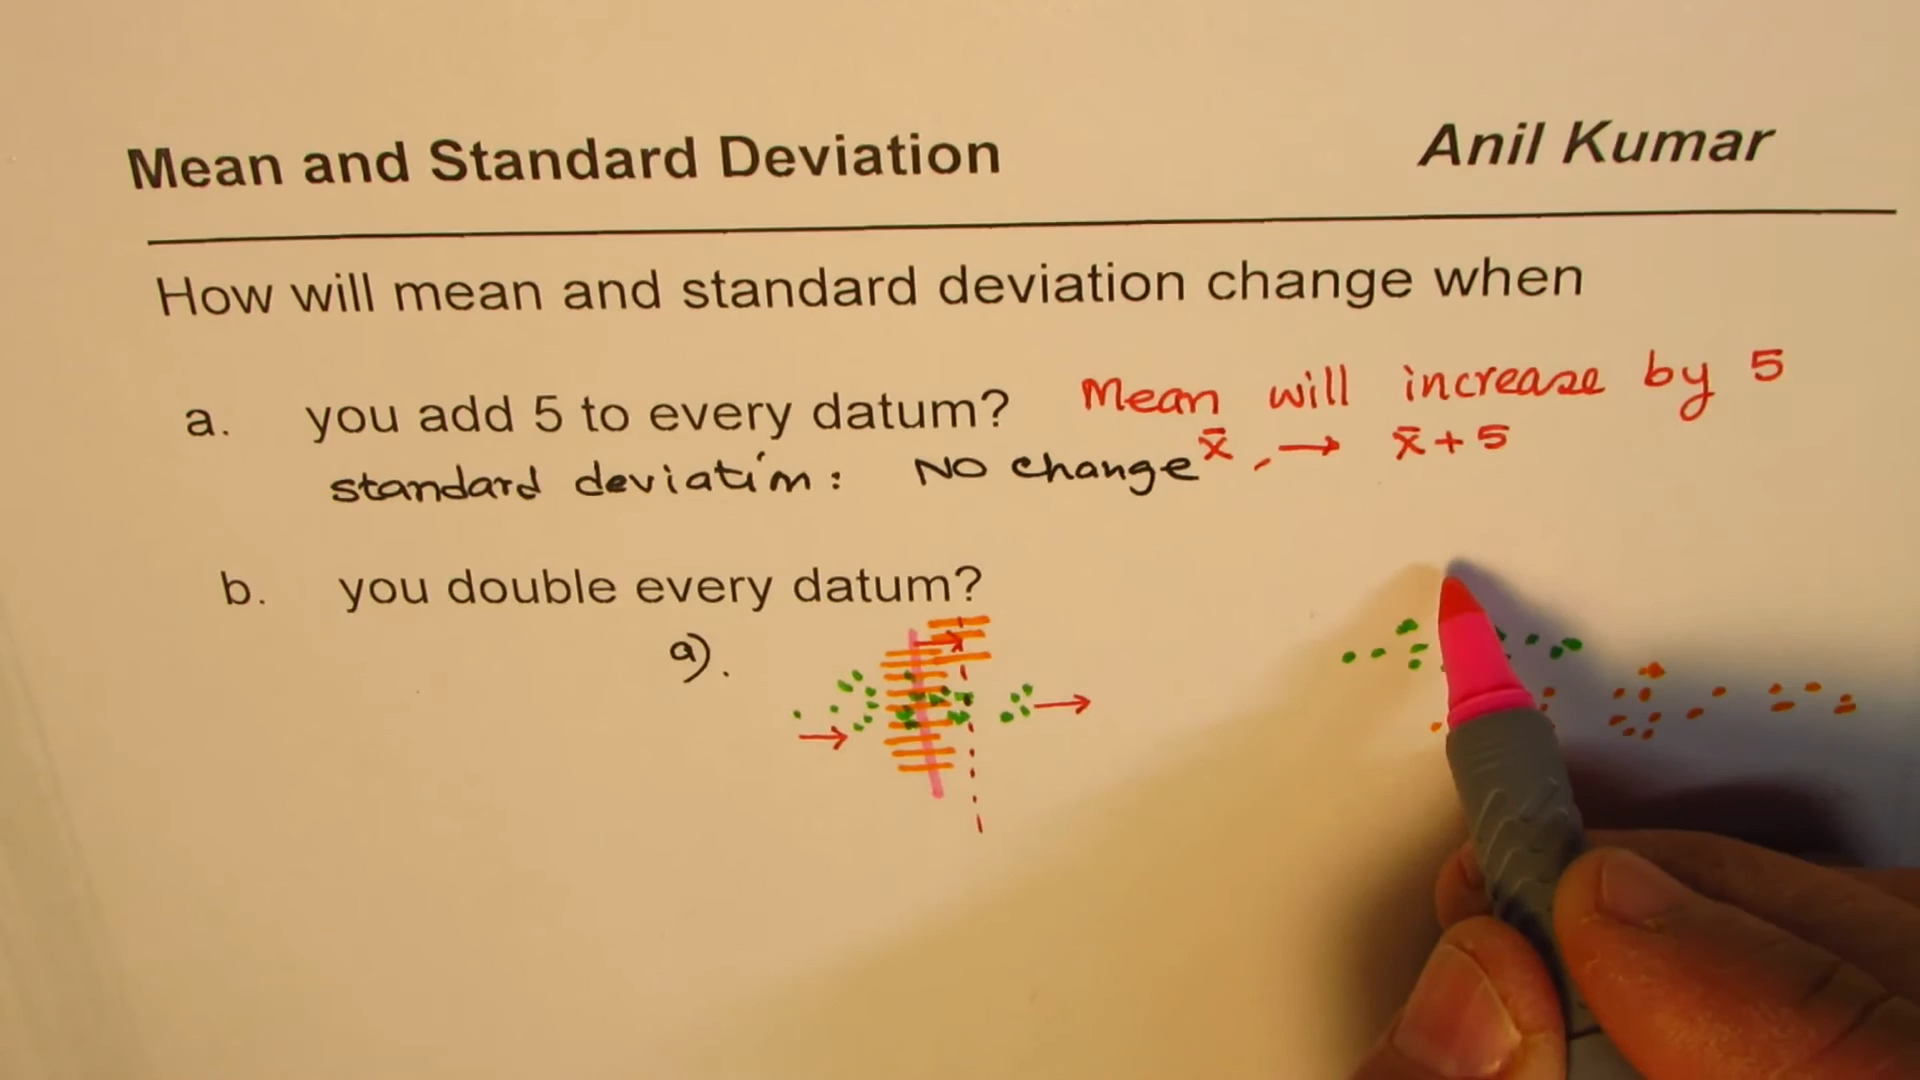 Mean and Standard Deviation Anil Kumar
How will mean and standard deviation change when
a. you add 5 to every datum? Mean will increase by 5
x̄ → x̄ + 5
standard deviation: NO change
b. you double every datum?
a).